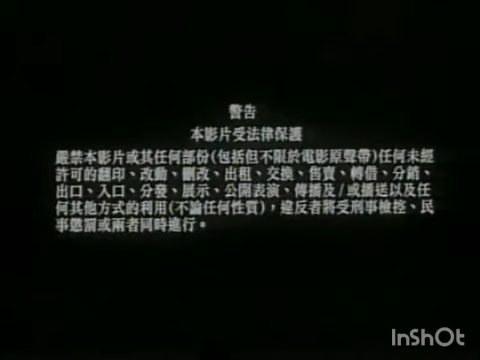 警告
本影片受法律保護
嚴禁本影片或其任何部份(包括但不限於電影原聲帶)任何未經
許可的翻印、改動、刪改、出租、交換、售賣、轉借、分銷、
出口、入口、分發、展示、公開表演、傳播及/或播送以及任
何其他方式的利用(不論任何性質)，違反者將受刑事檢控、民
事懲罰或兩者同時進行。
InShOt